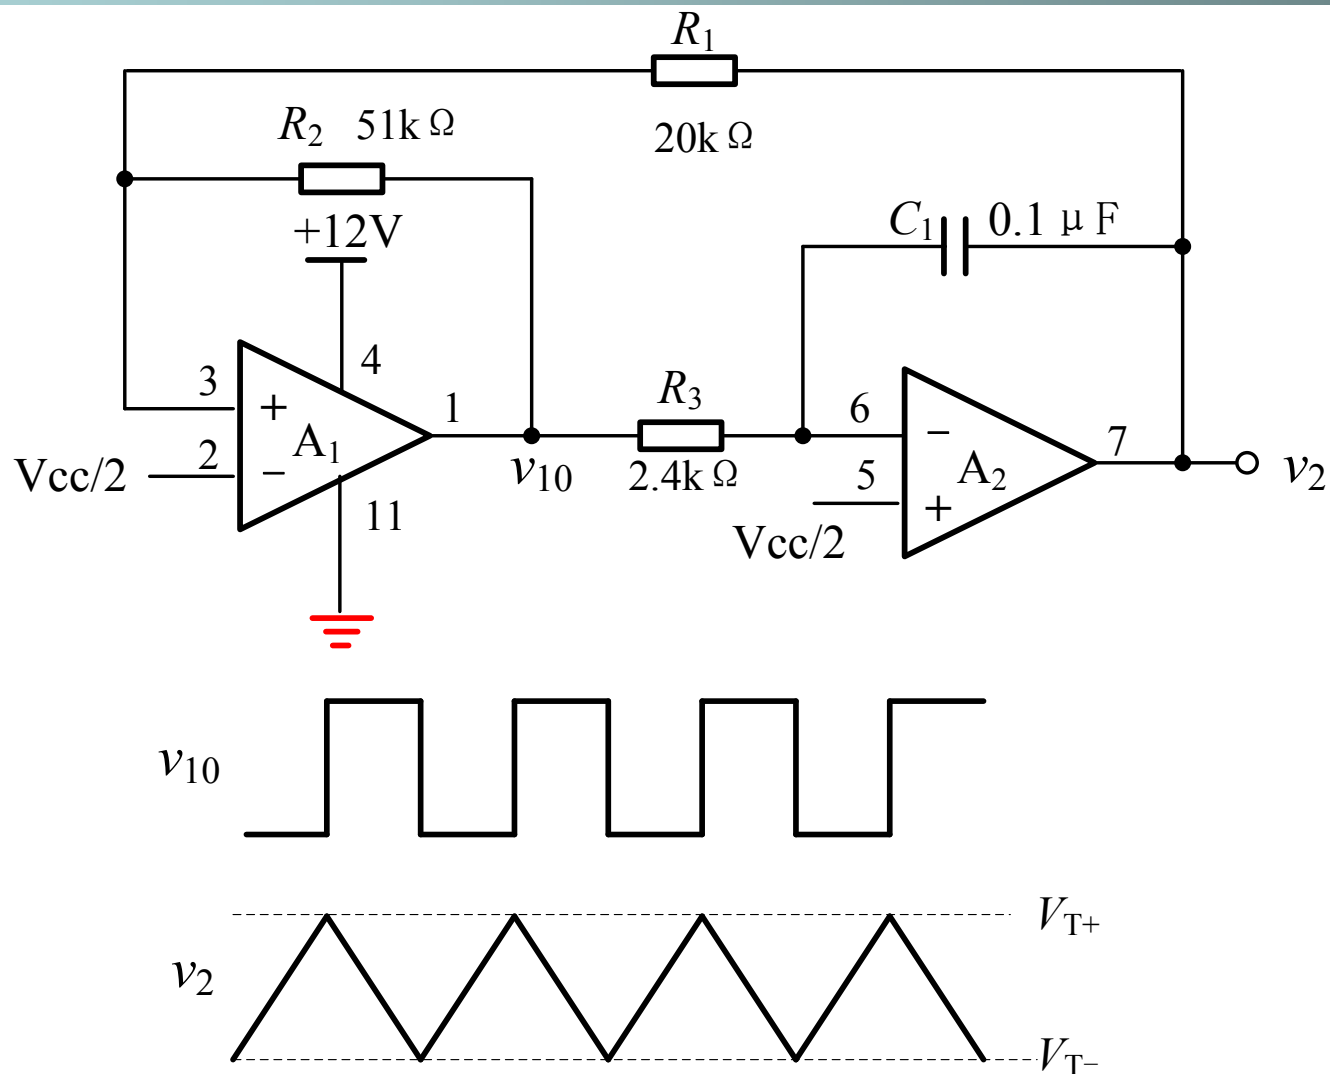 R1
R2 51kΩ
20kΩ
+12V
C1 0.1μF
3
4
+
A1
1
R3
6
−
7
2
−
Vcc/2
v10
2.4kΩ
5
A2
v2
11
+
Vcc/2
v10
VT+
v2
VT−